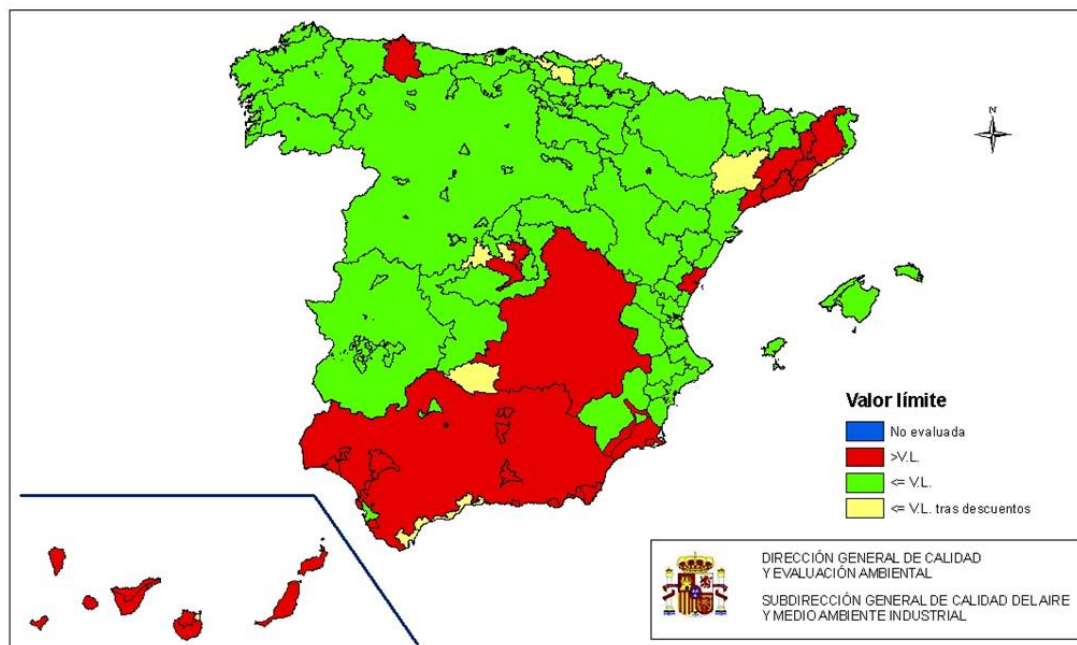 N
Valor límite
No evaluada
>V.L.
<= V.L.
<= V.L. tras descuentos
DIRECCIÓN GENERAL DE CALIDAD
Y EVALUACIÓN AMBIENTAL
SUBDIRECCIÓN GENERAL DE CALIDAD DEL AIRE
Y MEDIO AMBIENTE INDUSTRIAL